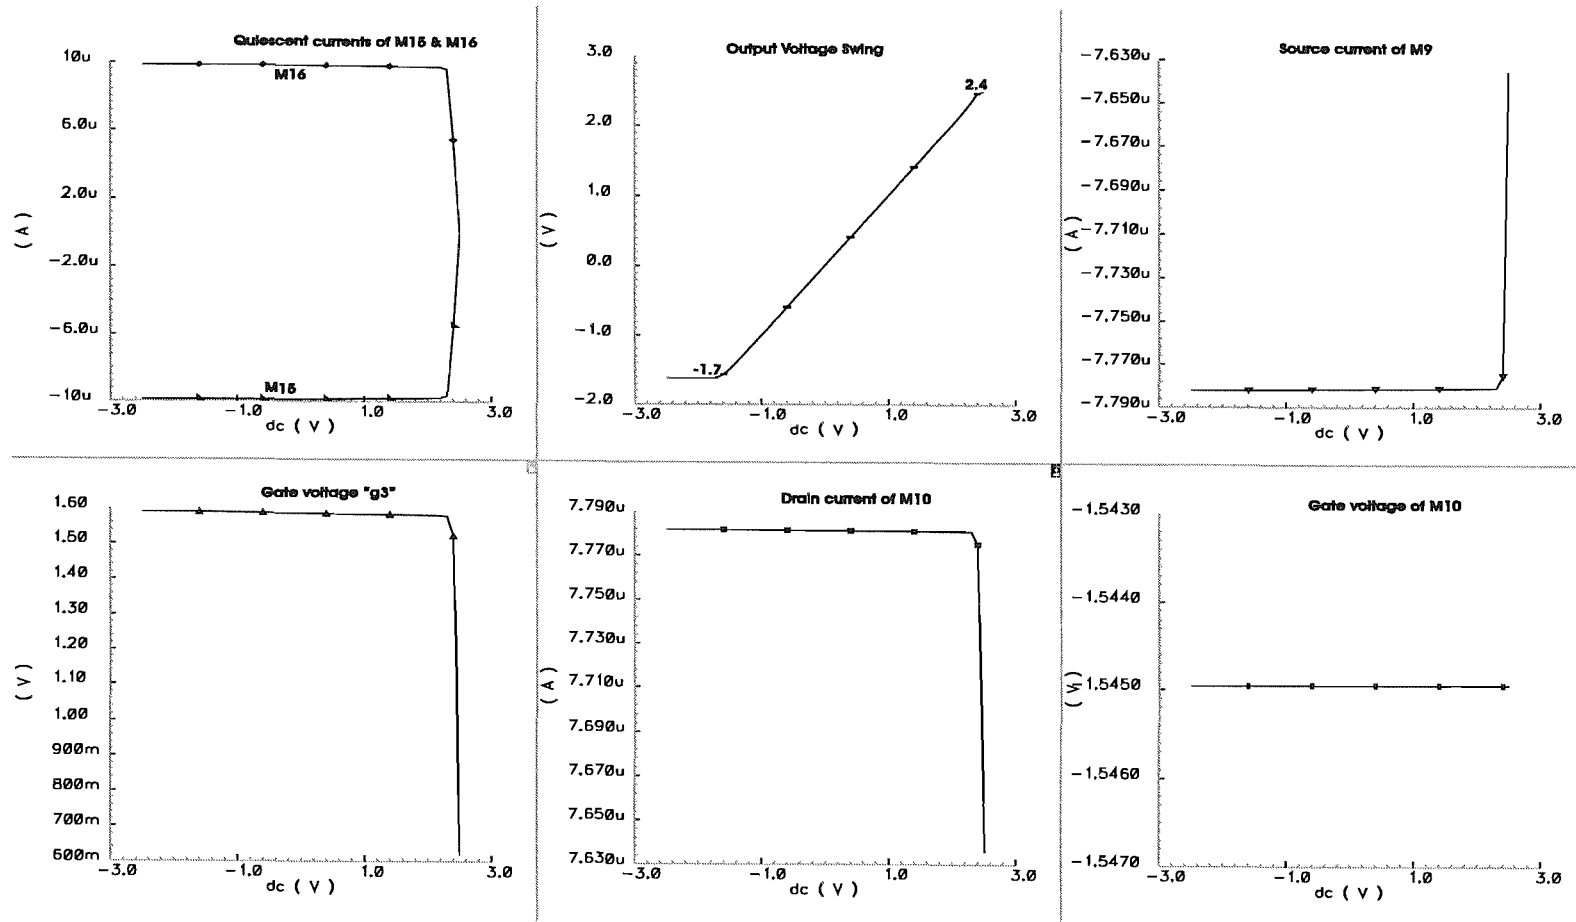 Quiescent currents of M15 & M16
10u
6.0u
2.0u
-2.0u
-6.0u
-10u
( A )
M16
M15
-3.0 -1.0 1.0 3.0
dc ( V )
Output Voltage Swing
3.0
2.0
1.0
0.0
-1.0
-2.0
( V )
2.4
-1.7
-3.0 -1.0 1.0 3.0
dc ( V )
Source current of M9
-7.630u
-7.650u
-7.670u
-7.690u
-7.710u
-7.730u
-7.750u
-7.770u
-7.790u
( A )
-3.0 -1.0 1.0 3.0
dc ( V )
Gate voltage "g3"
1.60
1.50
1.40
1.30
1.20
1.10
1.00
900m
800m
700m
600m
( V )
-3.0 -1.0 1.0 3.0
dc ( V )
Drain current of M10
7.790u
7.770u
7.750u
7.730u
7.710u
7.690u
7.670u
7.650u
7.630u
( A )
-3.0 -1.0 1.0 3.0
dc ( V )
Gate voltage of M10
-1.5430
-1.5440
-1.5450
-1.5460
-1.5470
( V )
-3.0 -1.0 1.0 3.0
dc ( V )